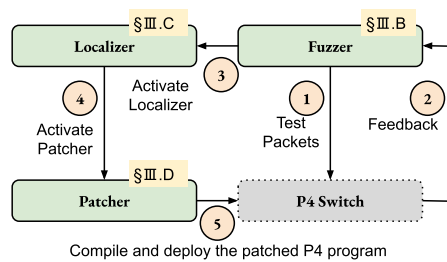 §Ⅲ.C
§Ⅲ.B
Localizer
Fuzzer
3
Activate
Localizer
4
1
2
Activate
Patcher
Test
Packets
Feedback
§Ⅲ.D
Patcher
P4 Switch
5
Compile and deploy the patched P4 program